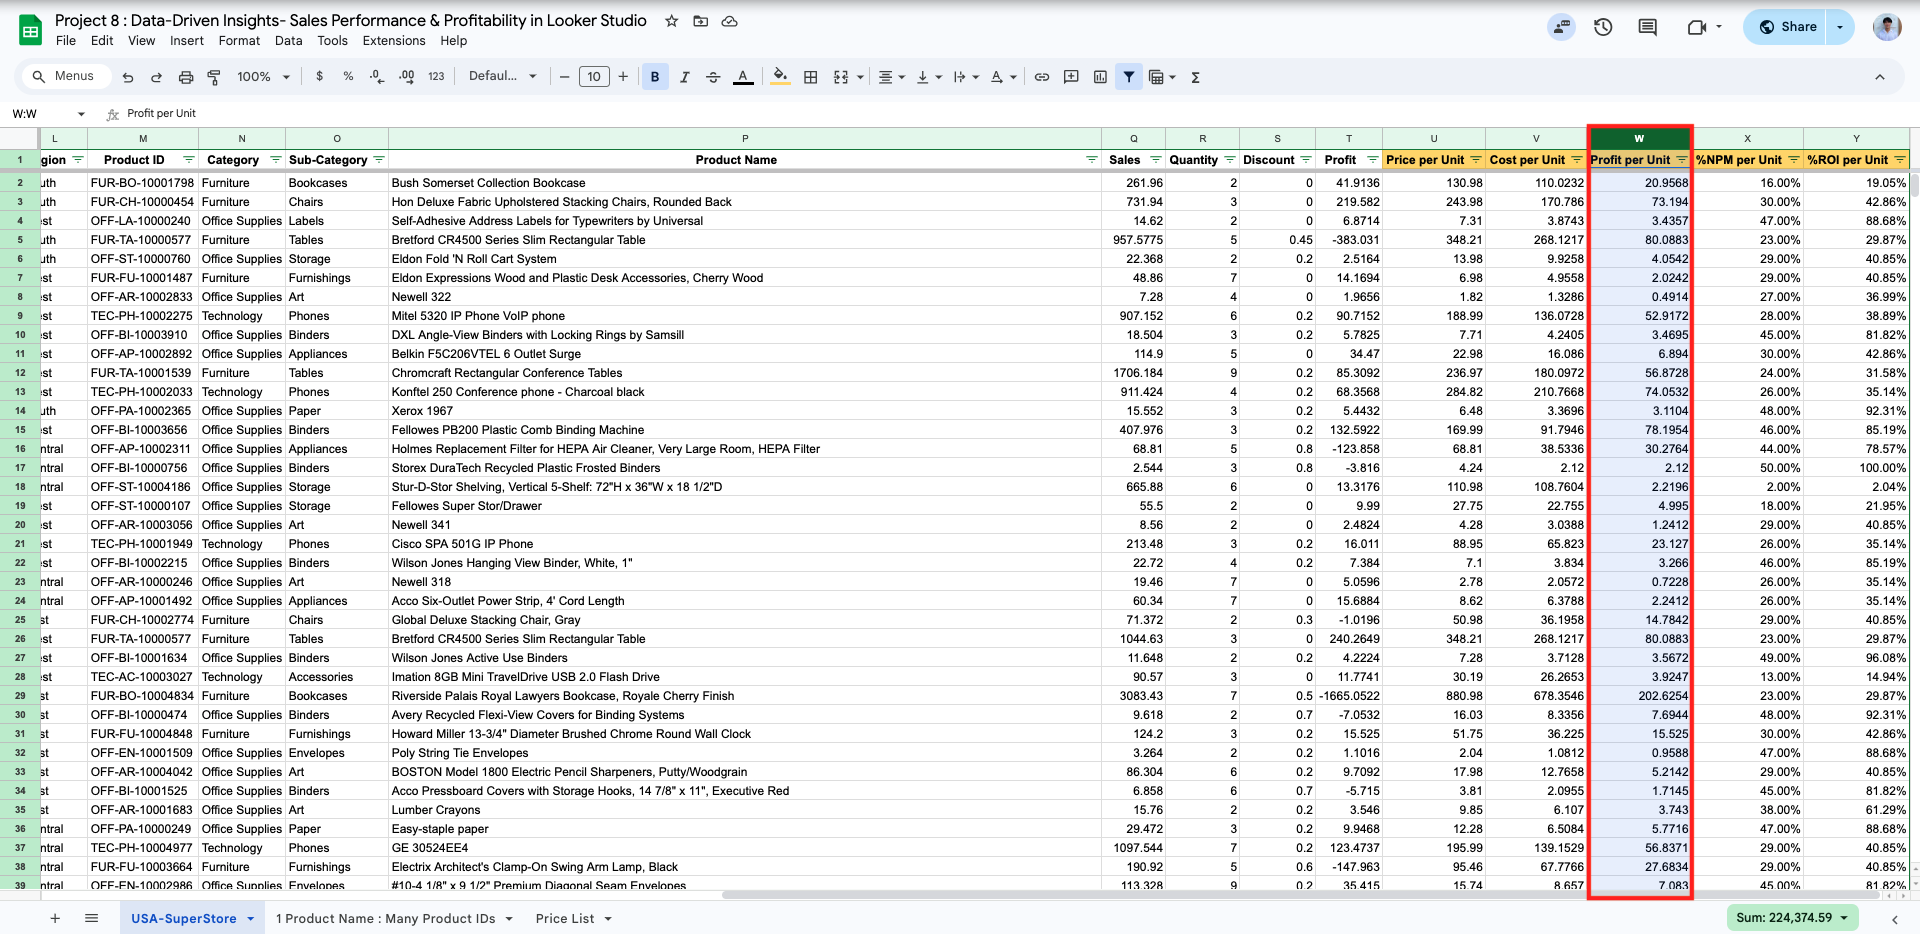 Project 8 : Data-Driven Insights- Sales Performance & Profitability in Looker Studio
File Edit View Insert Format Data Tools Extensions Help
Share
Menus 100% $ % .0 .00 123 Defaul... − 10 + B I S A Σ
W:W fx Profit per Unit
L M N O P Q R S T U V W X Y
1 gion Product ID Category Sub-Category Product Name Sales Quantity Discount Profit Price per Unit Cost per Unit Profit per Unit %NPM per Unit %ROI per Unit
2 uth FUR-BO-10001798 Furniture Bookcases Bush Somerset Collection Bookcase 261.96 2 0 41.9136 130.98 110.0232 20.9568 16.00% 19.05%
3 uth FUR-CH-10000454 Furniture Chairs Hon Deluxe Fabric Upholstered Stacking Chairs, Rounded Back 731.94 3 0 219.582 243.98 170.786 73.194 30.00% 42.86%
4 st OFF-LA-10000240 Office Supplies Labels Self-Adhesive Address Labels for Typewriters by Universal 14.62 2 0 6.8714 7.31 3.8743 3.4357 47.00% 88.68%
5 uth FUR-TA-10000577 Furniture Tables Bretford CR4500 Series Slim Rectangular Table 957.5775 5 0.45 -383.031 348.21 268.1217 80.0883 23.00% 29.87%
6 uth OFF-ST-10000760 Office Supplies Storage Eldon Fold 'N Roll Cart System 22.368 2 0.2 2.5164 13.98 9.9258 4.0542 29.00% 40.85%
7 st FUR-FU-10001487 Furniture Furnishings Eldon Expressions Wood and Plastic Desk Accessories, Cherry Wood 48.86 7 0 14.1694 6.98 4.9558 2.0242 29.00% 40.85%
8 st OFF-AR-10002833 Office Supplies Art Newell 322 7.28 4 0 1.9656 1.82 1.3286 0.4914 27.00% 36.99%
9 st TEC-PH-10002275 Technology Phones Mitel 5320 IP Phone VoIP phone 907.152 6 0.2 90.7152 188.99 136.0728 52.9172 28.00% 38.89%
10 st OFF-BI-10003910 Office Supplies Binders DXL Angle-View Binders with Locking Rings by Samsill 18.504 3 0.2 5.7825 7.71 4.2405 3.4695 45.00% 81.82%
11 st OFF-AP-10002892 Office Supplies Appliances Belkin F5C206VTEL 6 Outlet Surge 114.9 5 0 34.47 22.98 16.086 6.894 30.00% 42.86%
12 st FUR-TA-10001539 Furniture Tables Chromcraft Rectangular Conference Tables 1706.184 9 0.2 85.3092 236.97 180.0972 56.8728 24.00% 31.58%
13 st TEC-PH-10002033 Technology Phones Konftel 250 Conference phone - Charcoal black 911.424 4 0.2 68.3568 284.82 210.7668 74.0532 26.00% 35.14%
14 uth OFF-PA-10002365 Office Supplies Paper Xerox 1967 15.552 3 0.2 5.4432 6.48 3.3696 3.1104 48.00% 92.31%
15 st OFF-BI-10003656 Office Supplies Binders Fellowes PB200 Plastic Comb Binding Machine 407.976 3 0.2 132.5922 169.99 91.7946 78.1954 46.00% 85.19%
16 ntral OFF-AP-10002311 Office Supplies Appliances Holmes Replacement Filter for HEPA Air Cleaner, Very Large Room, HEPA Filter 68.81 5 0.8 -123.858 68.81 38.5336 30.2764 44.00% 78.57%
17 ntral OFF-BI-10000756 Office Supplies Binders Storex DuraTech Recycled Plastic Frosted Binders 2.544 3 0.8 -3.816 4.24 2.12 2.12 50.00% 100.00%
18 ntral OFF-ST-10004186 Office Supplies Storage Stur-D-Stor Shelving, Vertical 5-Shelf: 72"H x 36"W x 18 1/2"D 665.88 6 0 13.3176 110.98 108.7604 2.2196 2.00% 2.04%
19 st OFF-ST-10000107 Office Supplies Storage Fellowes Super Stor/Drawer 55.5 2 0 9.99 27.75 22.755 4.995 18.00% 21.95%
20 st OFF-AR-10003056 Office Supplies Art Newell 341 8.56 2 0 2.4824 4.28 3.0388 1.2412 29.00% 40.85%
21 st TEC-PH-10001949 Technology Phones Cisco SPA 501G IP Phone 213.48 3 0.2 16.011 88.95 65.823 23.127 26.00% 35.14%
22 st OFF-BI-10002215 Office Supplies Binders Wilson Jones Hanging View Binder, White, 1" 22.72 4 0.2 7.384 7.1 3.834 3.266 46.00% 85.19%
23 ntral OFF-AR-10000246 Office Supplies Art Newell 318 19.46 7 0 5.0596 2.78 2.0572 0.7228 26.00% 35.14%
24 ntral OFF-AP-10001492 Office Supplies Appliances Acco Six-Outlet Power Strip, 4' Cord Length 60.34 7 0 15.6884 8.62 6.3788 2.2412 26.00% 35.14%
25 st FUR-CH-10002774 Furniture Chairs Global Deluxe Stacking Chair, Gray 71.372 2 0.3 -1.0196 50.98 36.1958 14.7842 29.00% 40.85%
26 st FUR-TA-10000577 Furniture Tables Bretford CR4500 Series Slim Rectangular Table 1044.63 3 0 240.2649 348.21 268.1217 80.0883 23.00% 29.87%
27 st OFF-BI-10001634 Office Supplies Binders Wilson Jones Active Use Binders 11.648 2 0.2 4.2224 7.28 3.7128 3.5672 49.00% 96.08%
28 st TEC-AC-10003027 Technology Accessories Imation 8GB Mini TravelDrive USB 2.0 Flash Drive 90.57 3 0 11.7741 30.19 26.2653 3.9247 13.00% 14.94%
29 st FUR-BO-10004834 Furniture Bookcases Riverside Palais Royal Lawyers Bookcase, Royale Cherry Finish 3083.43 7 0.5 -1665.0522 880.98 678.3546 202.6254 23.00% 29.87%
30 st OFF-BI-10000474 Office Supplies Binders Avery Recycled Flexi-View Covers for Binding Systems 9.618 2 0.7 -7.0532 16.03 8.3356 7.6944 48.00% 92.31%
31 st FUR-FU-10004848 Furniture Furnishings Howard Miller 13-3/4" Diameter Brushed Chrome Round Wall Clock 124.2 3 0.2 15.525 51.75 36.225 15.525 30.00% 42.86%
32 st OFF-EN-10001509 Office Supplies Envelopes Poly String Tie Envelopes 3.264 2 0.2 1.1016 2.04 1.0812 0.9588 47.00% 88.68%
33 st OFF-AR-10004042 Office Supplies Art BOSTON Model 1800 Electric Pencil Sharpeners, Putty/Woodgrain 86.304 6 0.2 9.7092 17.98 12.7658 5.2142 29.00% 40.85%
34 st OFF-BI-10001525 Office Supplies Binders Acco Pressboard Covers with Storage Hooks, 14 7/8" x 11", Executive Red 6.858 6 0.7 -5.715 3.81 2.0955 1.7145 45.00% 81.82%
35 st OFF-AR-10001683 Office Supplies Art Lumber Crayons 15.76 2 0.2 3.546 9.85 6.107 3.743 38.00% 61.29%
36 ntral OFF-PA-10000249 Office Supplies Paper Easy-staple paper 29.472 3 0.2 9.9468 12.28 6.5084 5.7716 47.00% 88.68%
37 ntral TEC-PH-10004977 Technology Phones GE 30524EE4 1097.544 7 0.2 123.4737 195.99 139.1529 56.8371 29.00% 40.85%
38 ntral FUR-FU-10003664 Furniture Furnishings Electrix Architect's Clamp-On Swing Arm Lamp, Black 190.92 5 0.6 -147.963 95.46 67.7766 27.6834 29.00% 40.85%
39 ntral OFF-EN-10002986 Office Supplies Envelopes #10-4 1/8" x 9 1/2" Premium Diagonal Seam Envelopes 113.328 9 0.2 35.415 15.74 8.657 7.083 45.00% 81.82%
USA-SuperStore 1 Product Name : Many Product IDs Price List Sum: 224,374.59